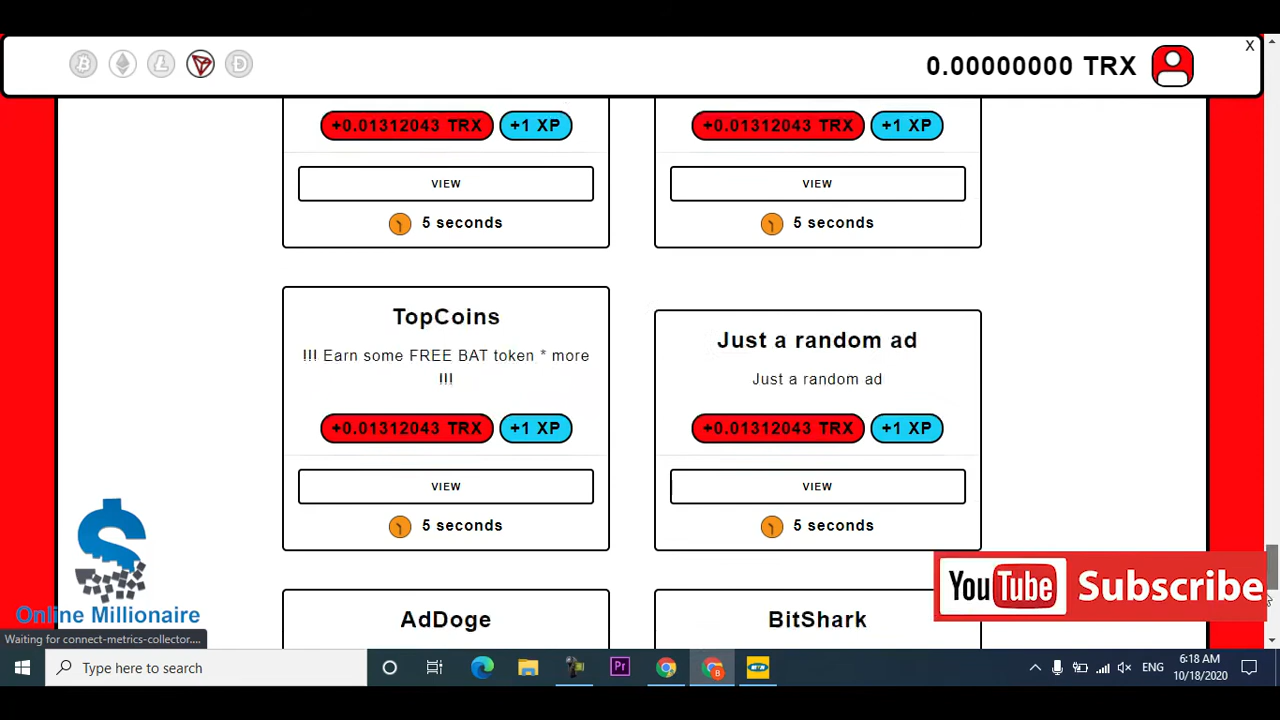 X
0.00000000 TRX
+0.01312043 TRX +1 XP
+0.01312043 TRX +1 XP
VIEW
VIEW
5 seconds
5 seconds
TopCoins
!!! Earn some FREE BAT token * more
!!!
+0.01312043 TRX +1 XP
VIEW
5 seconds
Just a random ad
Just a random ad
+0.01312043 TRX +1 XP
VIEW
5 seconds
AdDoge
BitShark
Online Millionaire
YouTube Subscribe
Waiting for connect-metrics-collector....
Type here to search
Pr
ENG
6:18 AM
10/18/2020